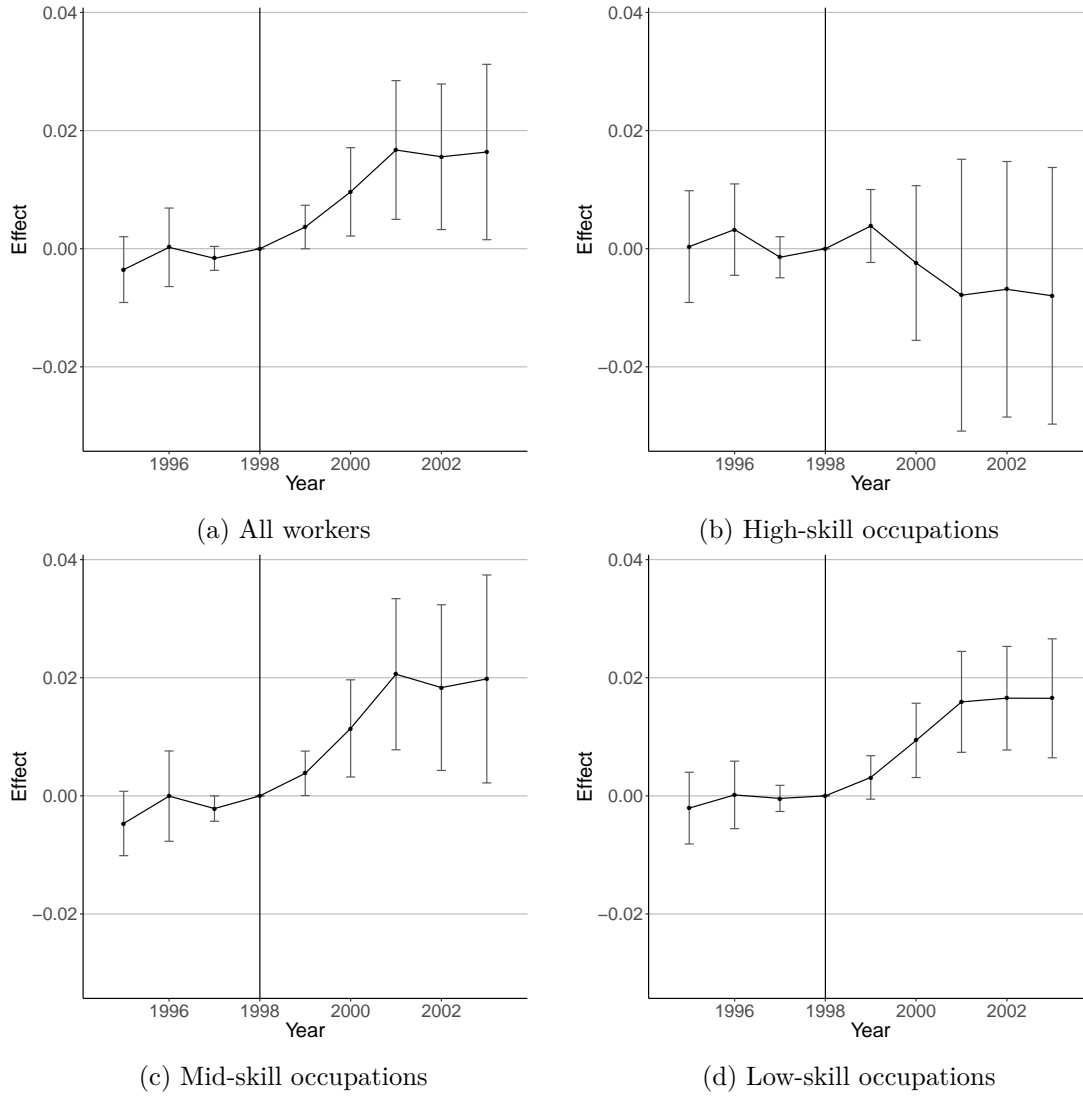 0.04
0.02
0.00
−0.02
Effect
1996 1998 2000 2002
Year
(a) All workers
0.04
0.02
0.00
−0.02
Effect
1996 1998 2000 2002
Year
(b) High-skill occupations
0.04
0.02
0.00
−0.02
Effect
1996 1998 2000 2002
Year
(c) Mid-skill occupations
0.04
0.02
0.00
−0.02
Effect
1996 1998 2000 2002
Year
(d) Low-skill occupations